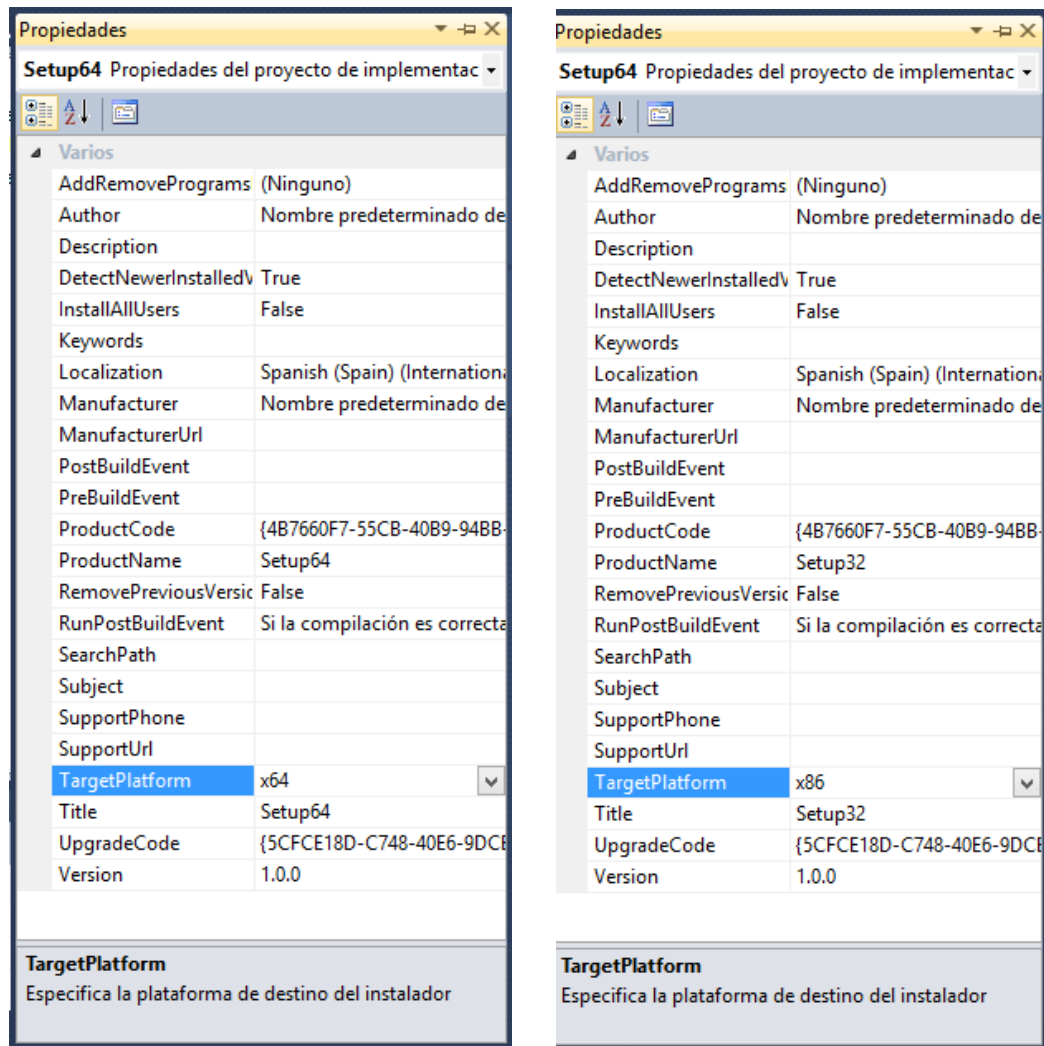 Propiedades
Setup64 Propiedades del proyecto de implementac
Varios
AddRemovePrograms (Ninguno)
Author Nombre predeterminado de
Description
DetectNewerInstalledV True
InstallAllUsers False
Keywords
Localization Spanish (Spain) (Internationa
Manufacturer Nombre predeterminado de
ManufacturerUrl
PostBuildEvent
PreBuildEvent
ProductCode {4B7660F7-55CB-40B9-94BB-
ProductName Setup64
RemovePreviousVersic False
RunPostBuildEvent Si la compilación es correcta
SearchPath
Subject
SupportPhone
SupportUrl
TargetPlatform x64
Title Setup64
UpgradeCode {5CFCE18D-C748-40E6-9DCE
Version 1.0.0
TargetPlatform
Especifica la plataforma de destino del instalador
Propiedades
Setup64 Propiedades del proyecto de implementac
Varios
AddRemovePrograms (Ninguno)
Author Nombre predeterminado de
Description
DetectNewerInstalledV True
InstallAllUsers False
Keywords
Localization Spanish (Spain) (Internationa
Manufacturer Nombre predeterminado de
ManufacturerUrl
PostBuildEvent
PreBuildEvent
ProductCode {4B7660F7-55CB-40B9-94BB-
ProductName Setup32
RemovePreviousVersic False
RunPostBuildEvent Si la compilación es correcta
SearchPath
Subject
SupportPhone
SupportUrl
TargetPlatform x86
Title Setup32
UpgradeCode {5CFCE18D-C748-40E6-9DCE
Version 1.0.0
TargetPlatform
Especifica la plataforma de destino del instalador